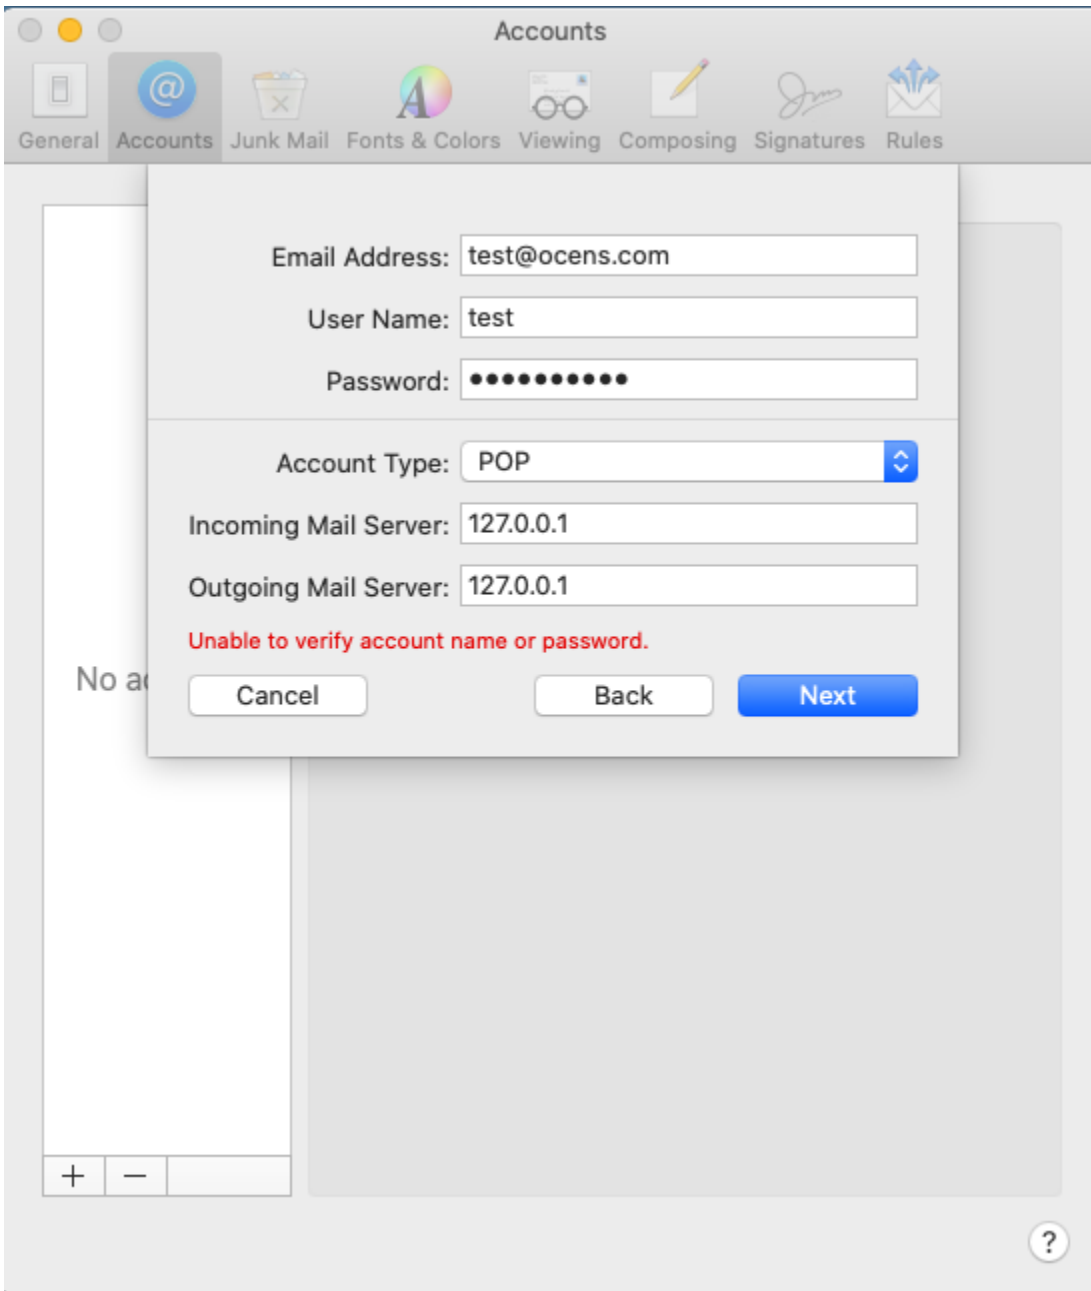 Accounts
General Accounts Junk Mail Fonts & Colors Viewing Composing Signatures Rules
Email Address: test@ocens.com
User Name: test
Password: ●●●●●●●●●●
Account Type: POP
Incoming Mail Server: 127.0.0.1
Outgoing Mail Server: 127.0.0.1
Unable to verify account name or password.
No
Cancel Back Next
+ −
?